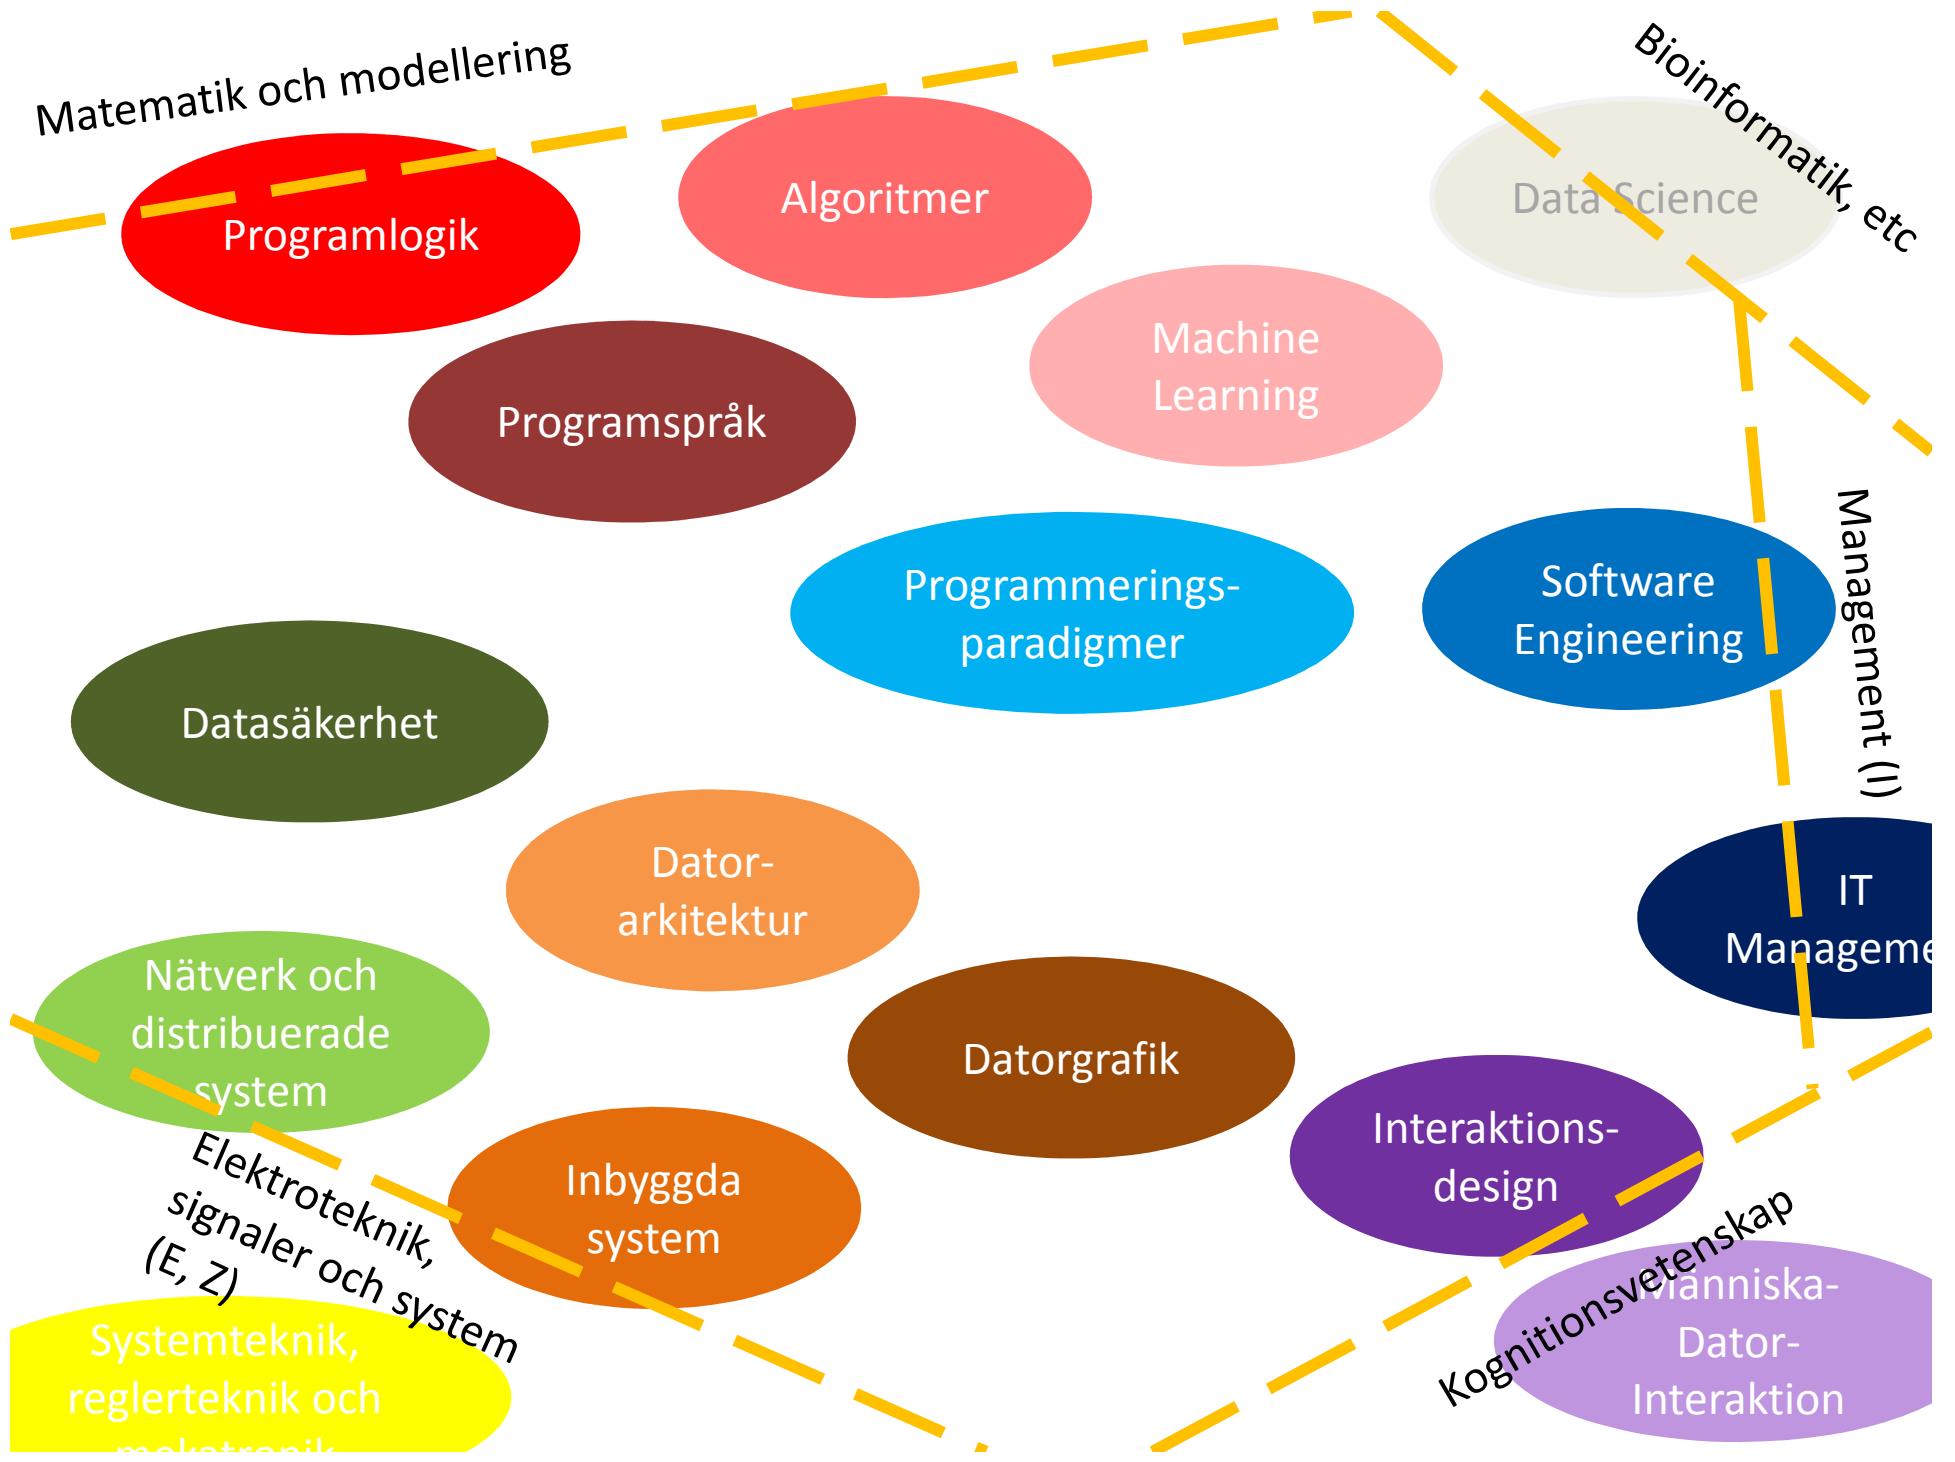 Matematik och modellering
Bioinformatik, etc
Programlogik
Algoritmer
Data Science
Machine
Learning
Programspråk
Management (I)
Programmerings-
paradigmer
Software
Engineering
Datasäkerhet
Dator-
arkitektur
IT
Nätverk och
distribuerade
system
Datorgrafik
Interaktions-
design
Elektroteknik,
signaler och system
(E, Z)
Inbyggda
system
Kognitionsvetenskap
Människa-
Dator-
Interaktion
Systemteknik,
reglerteknik och